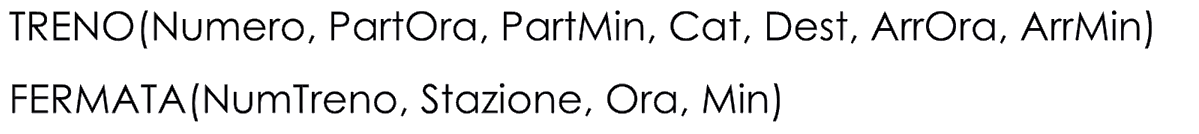 TRENO(Numero, PartOra, PartMin, Cat, Dest, ArrOra, ArrMin)
FERMATA(NumTreno, Stazione, Ora, Min)